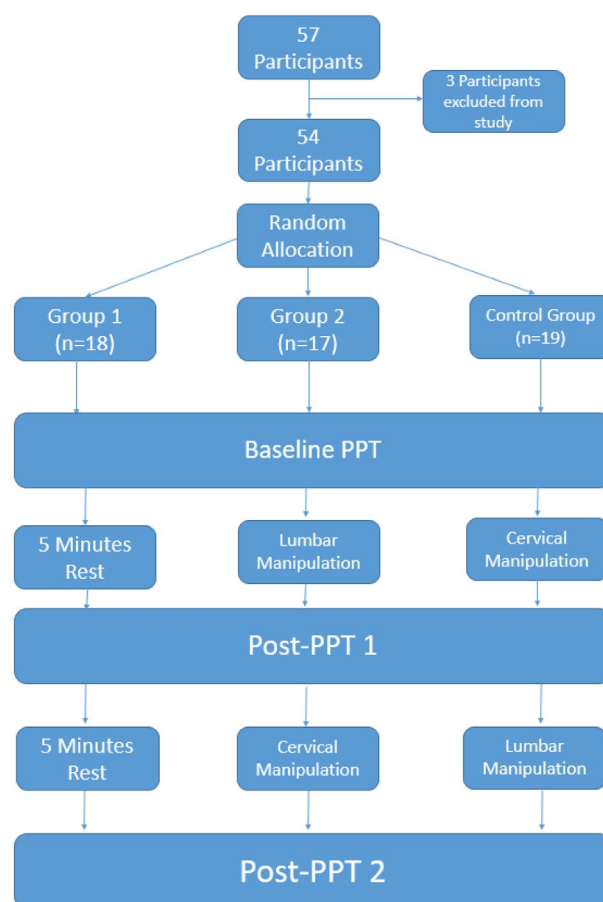 57
Participants
3 Participants
excluded from
study
54
Participants
Random
Allocation
Group 1
(n=18)
Group 2
(n=17)
Control Group
(n=19)
Baseline PPT
5 Minutes
Rest
Lumbar
Manipulation
Cervical
Manipulation
Post-PPT 1
5 Minutes
Rest
Cervical
Manipulation
Lumbar
Manipulation
Post-PPT 2